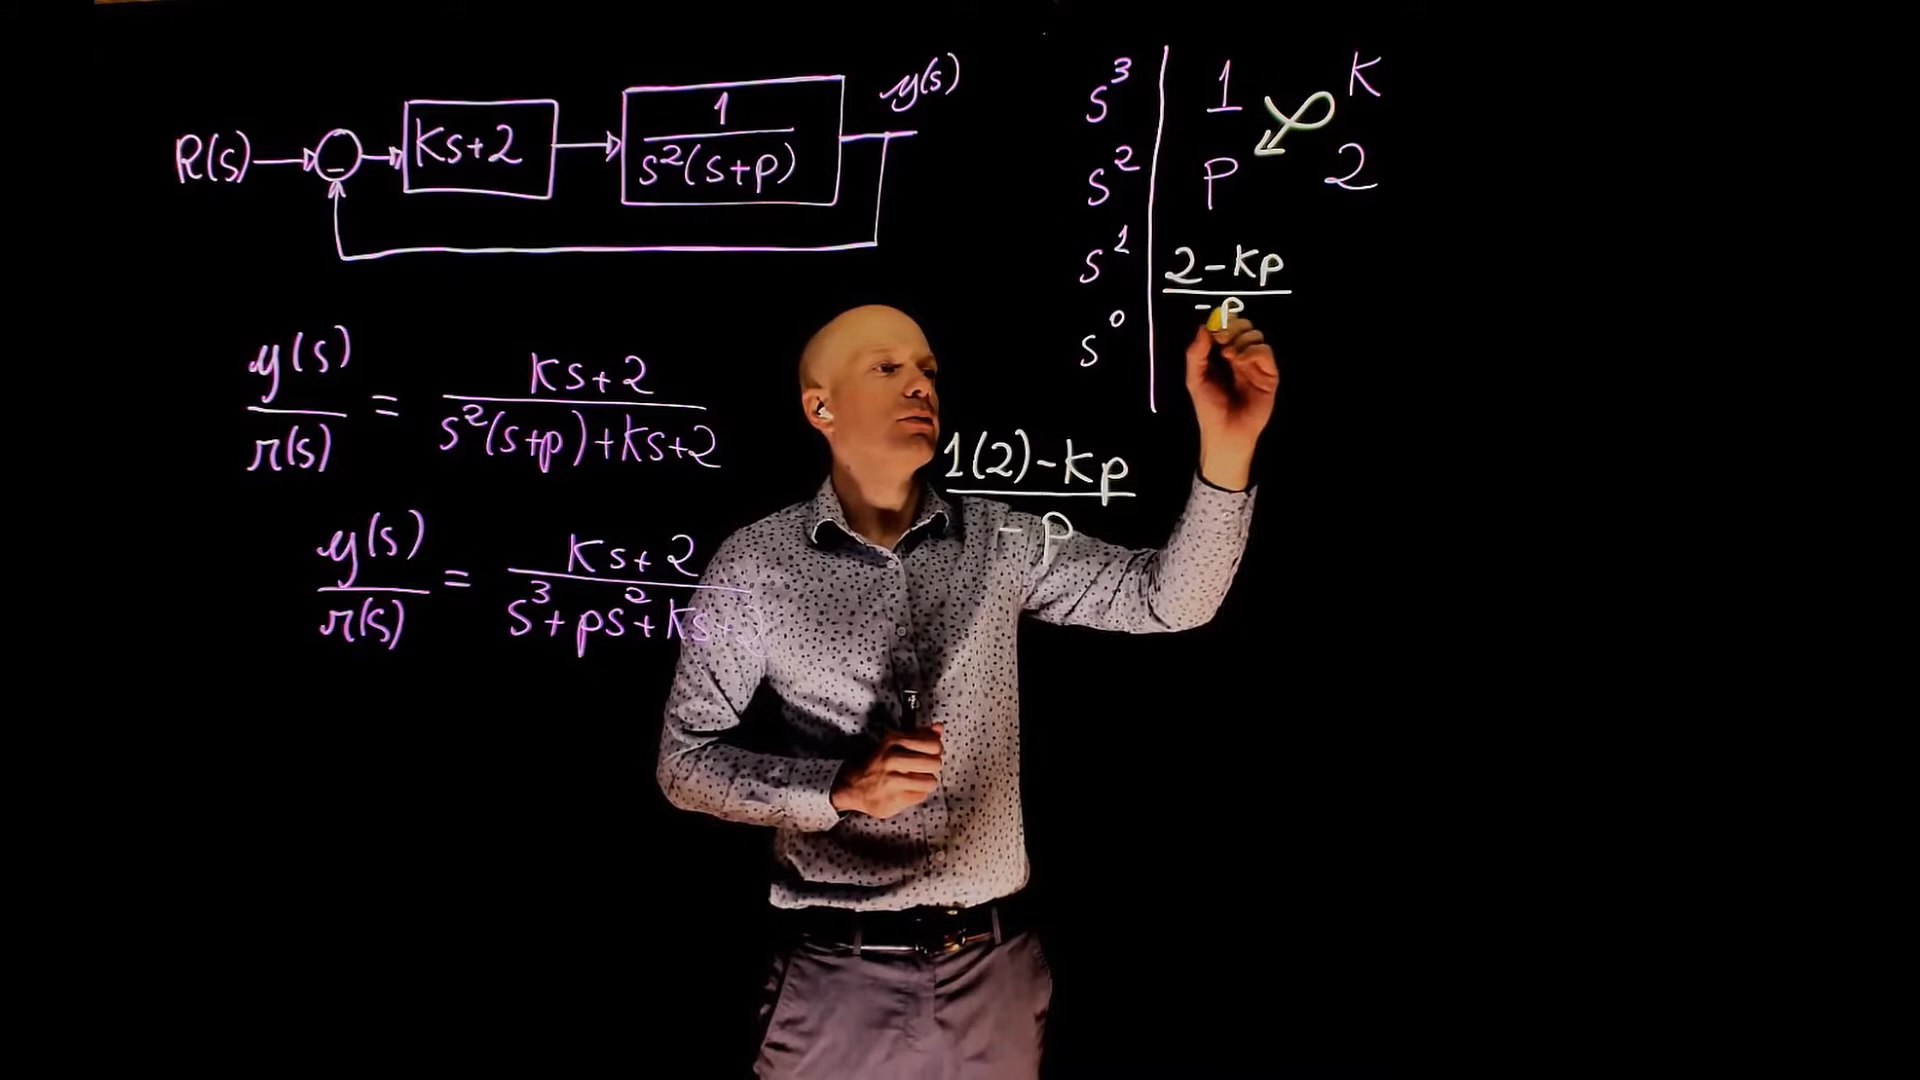 R(s) - Ks+2 1/(s²(s+p)) y(s)
y(s)/r(s) = (Ks+2)/(s²(s+p)+Ks+2)
y(s)/r(s) = (Ks+2)/(s³+ps²+Ks+2)
s³ | 1 K
s² | p 2
s¹ | (2-Kp)/(-p)
s⁰ |
(1(2)-Kp)/(-p)